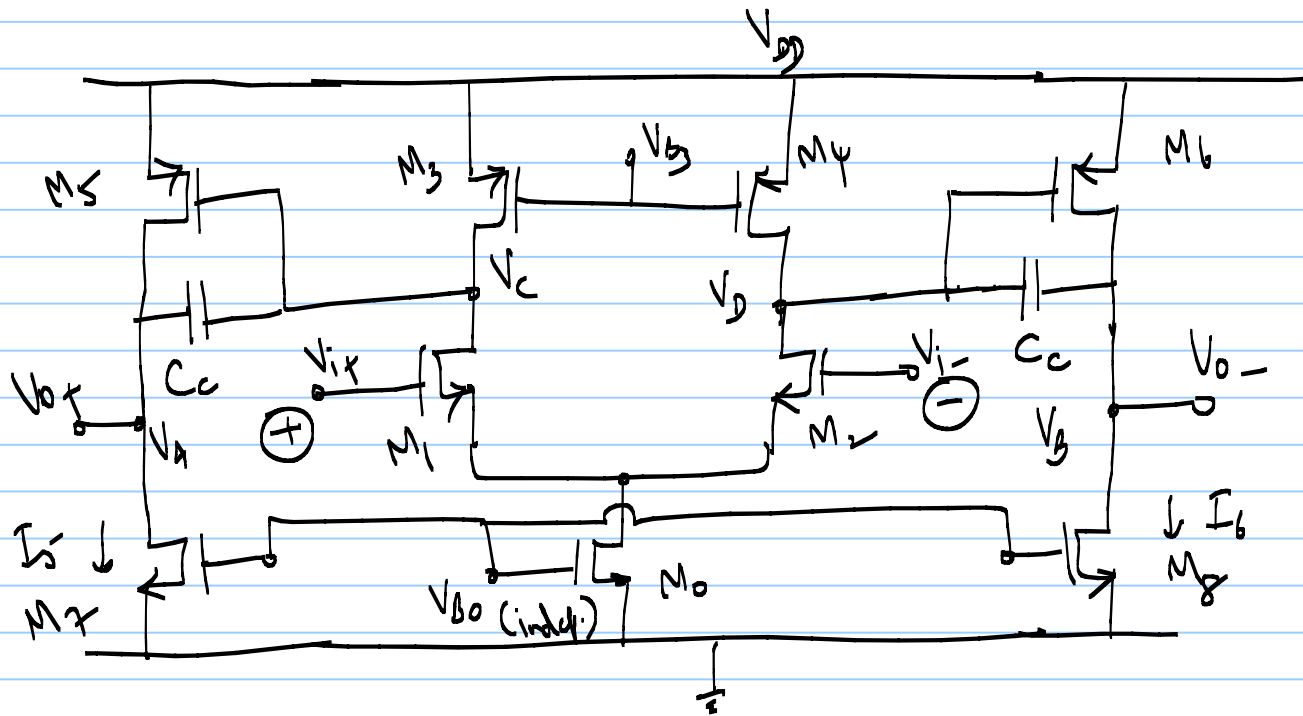 VDD
M5
M3
VB3
M4
M6
VC
VD
Cc
Vi+
Vi-
Cc
Vo+
VA
+
M1
M2
-
VB
Vo-
I5
M7
VB0 (indep.)
M0
I6
M8